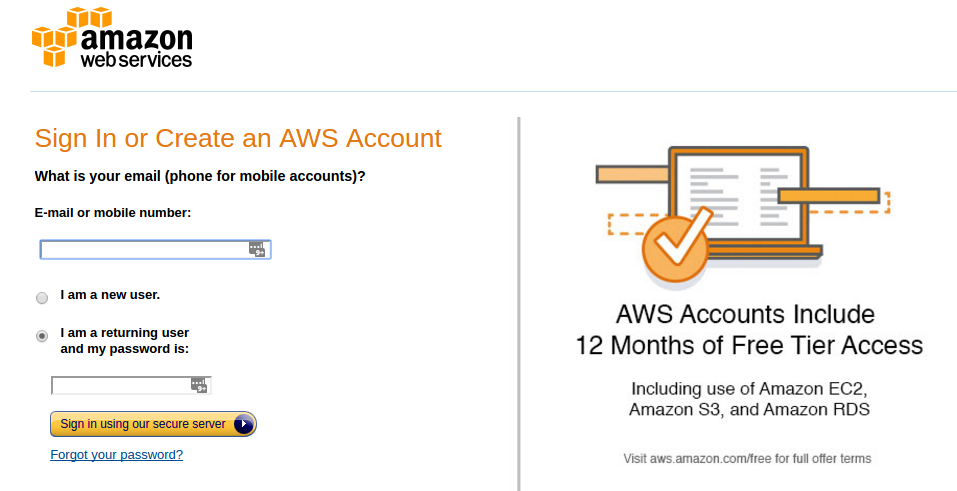 amazon
web services
Sign In or Create an AWS Account
What is your email (phone for mobile accounts)?
E-mail or mobile number:
I am a new user.
I am a returning user
and my password is:
Sign in using our secure server
Forgot your password?
AWS Accounts Include
12 Months of Free Tier Access
Including use of Amazon EC2,
Amazon S3, and Amazon RDS
Visit aws.amazon.com/free for full offer terms